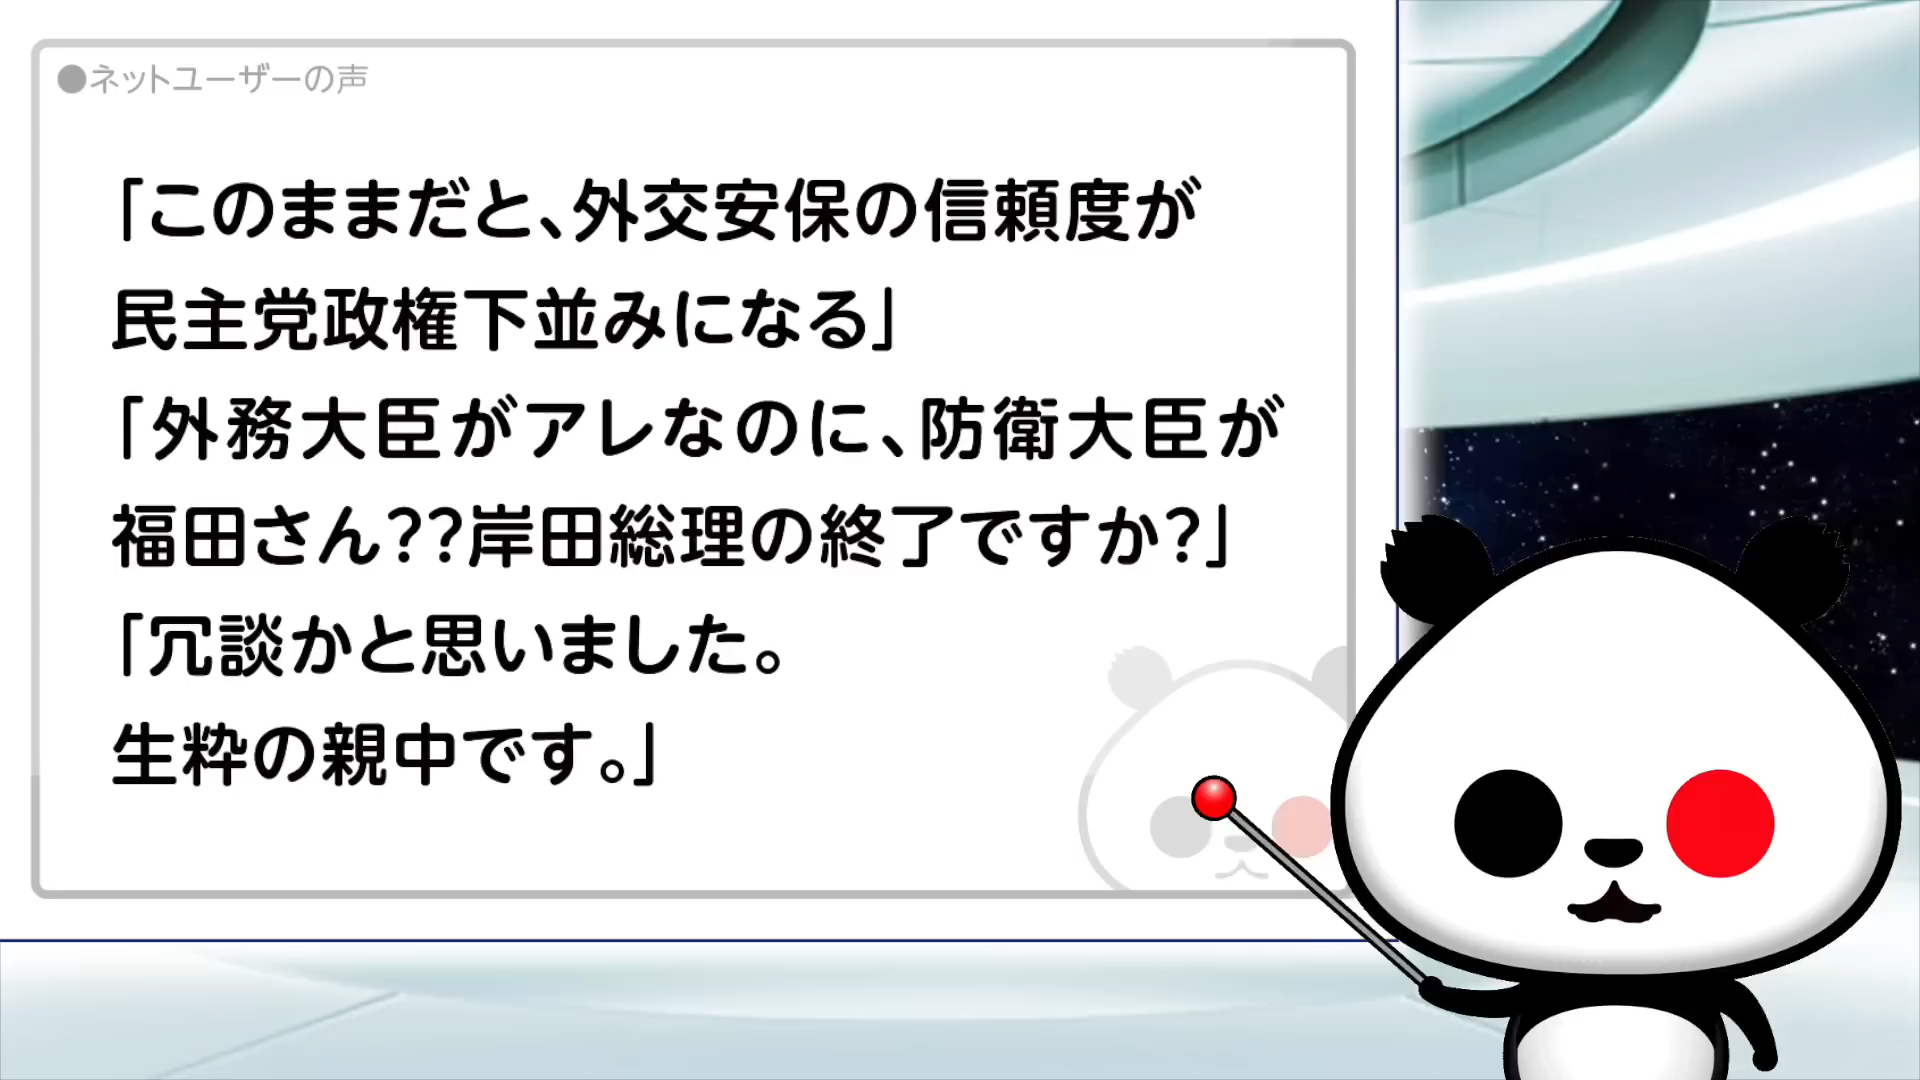 ●ネットユーザーの声
「このままだと、外交安保の信頼度が
民主党政権下並みになる」
「外務大臣がアレなのに、防衛大臣が
福田さん??岸田総理の終了ですか?」
「冗談かと思いました。
生粋の親中です。」